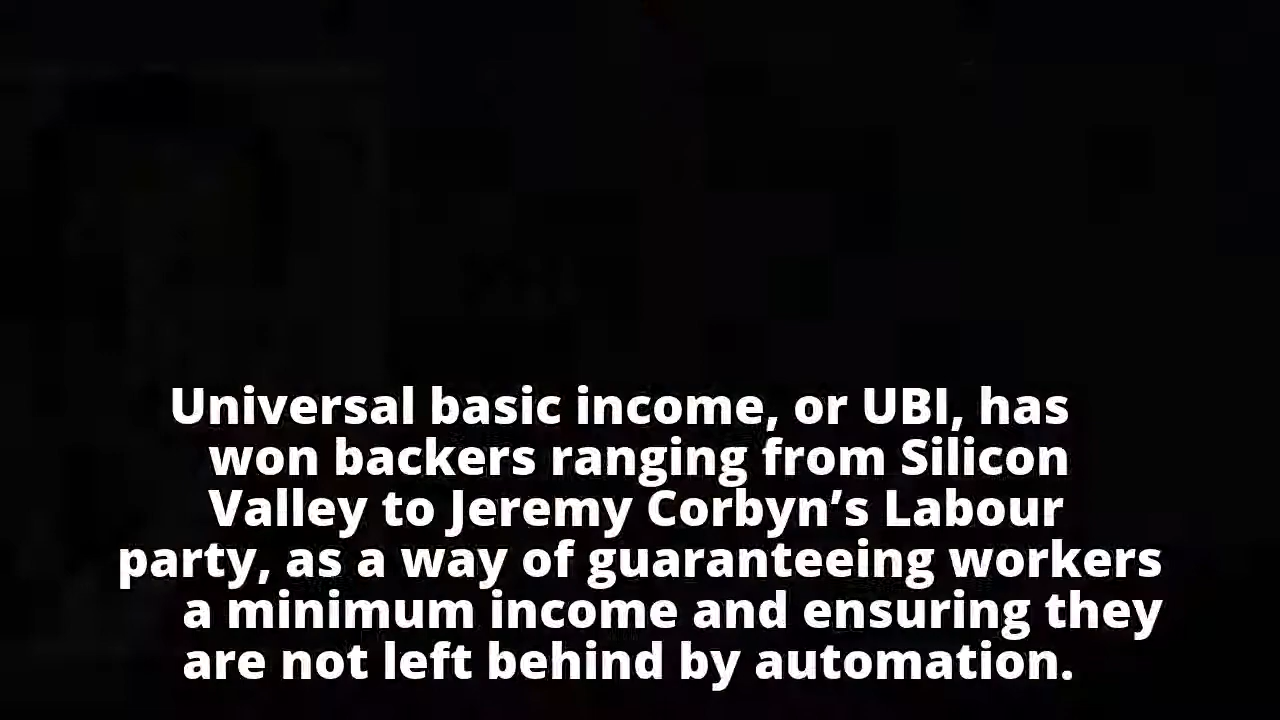 Universal basic income, or UBI, has
won backers ranging from Silicon
Valley to Jeremy Corbyn’s Labour
party, as a way of guaranteeing workers
a minimum income and ensuring they
are not left behind by automation.